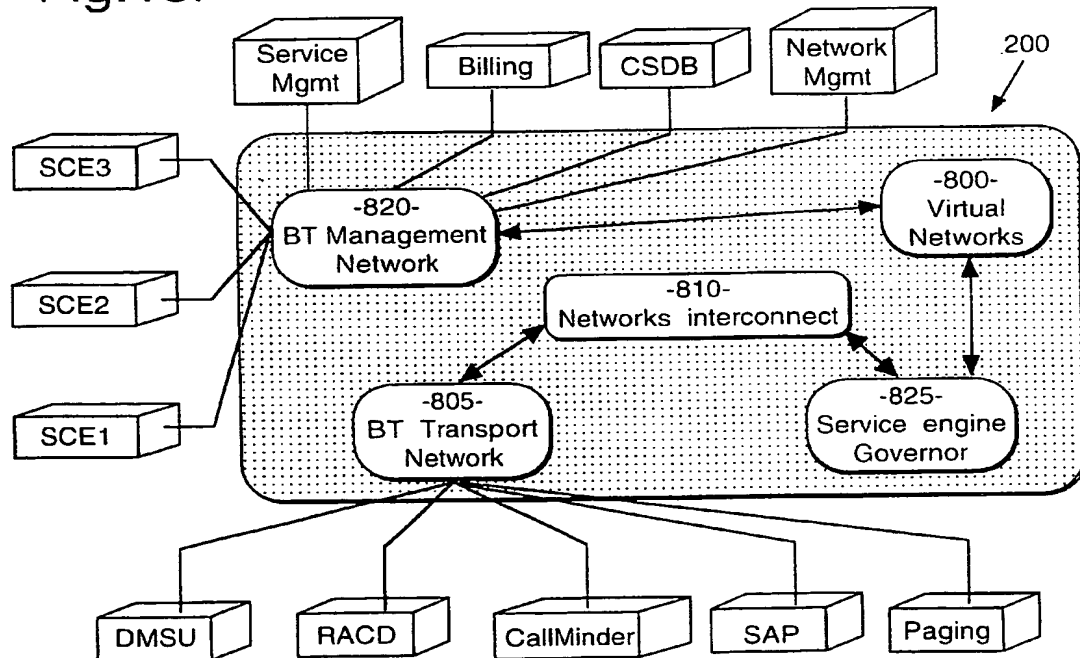 Service
Mgmt
Billing
CSDB
Network
Mgmt
200
SCE3
-820-
BT Management
Network
-800-
Virtual
Networks
SCE2
-810-
Networks interconnect
SCE1
-805-
BT Transport
Network
-825-
Service engine
Governor
DMSU
RACD
CallMinder
SAP
Paging